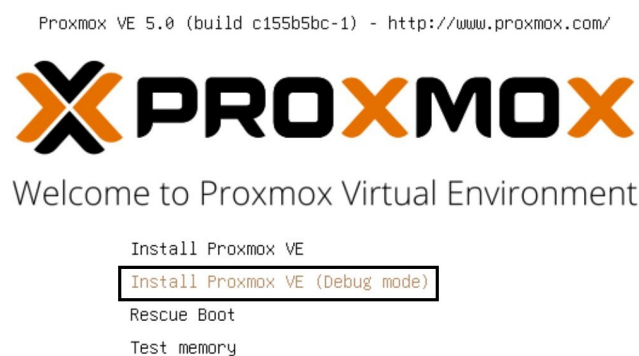 Proxmox VE 5.0 (build c155b5bc-1) - http://www.proxmox.com/
PROXMOX
Welcome to Proxmox Virtual Environment
Install Proxmox VE
Install Proxmox VE (Debug mode)
Rescue Boot
Test memory